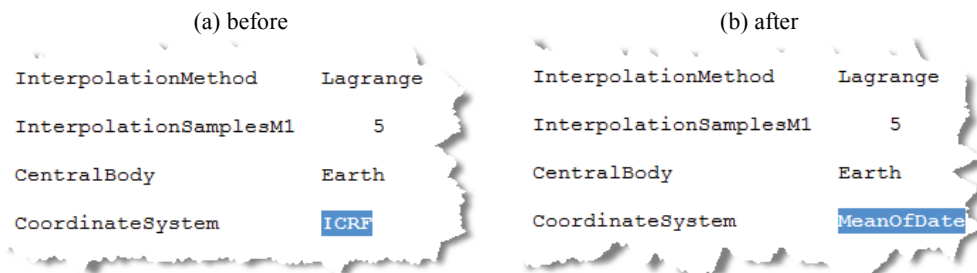 (a) before
InterpolationMethod Lagrange
InterpolationSamplesM1 5
CentralBody Earth
CoordinateSystem ICRF
(b) after
InterpolationMethod Lagrange
InterpolationSamplesM1 5
CentralBody Earth
CoordinateSystem MeanOfDate